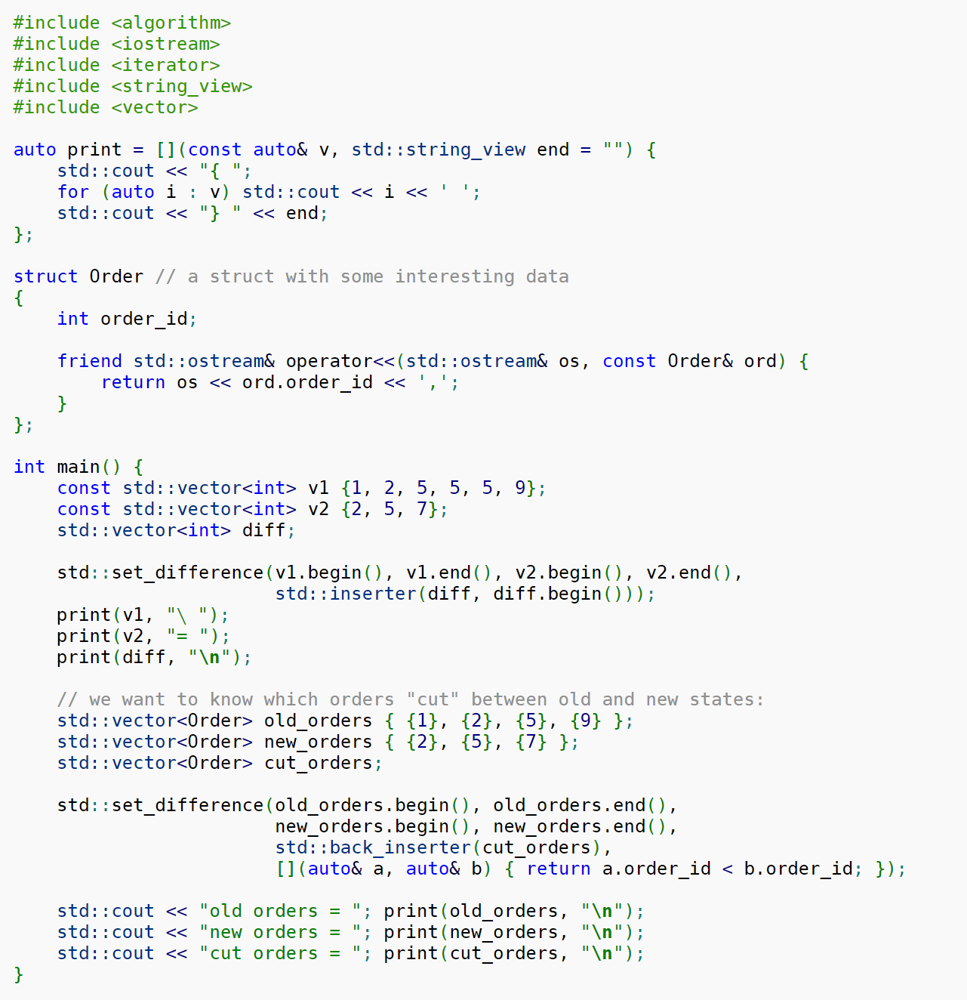 #include <algorithm>
#include <iostream>
#include <iterator>
#include <string_view>
#include <vector>

auto print = [](const auto& v, std::string_view end = "") {
    std::cout << "{ ";
    for (auto i : v) std::cout << i << ' ';
    std::cout << "} " << end;
};

struct Order // a struct with some interesting data
{
    int order_id;

    friend std::ostream& operator<<(std::ostream& os, const Order& ord) {
        return os << ord.order_id << ',';
    }
};

int main() {
    const std::vector<int> v1 {1, 2, 5, 5, 5, 9};
    const std::vector<int> v2 {2, 5, 7};
    std::vector<int> diff;

    std::set_difference(v1.begin(), v1.end(), v2.begin(), v2.end(),
                        std::inserter(diff, diff.begin()));
    print(v1, "\ ");
    print(v2, "= ");
    print(diff, "\n");

    // we want to know which orders "cut" between old and new states:
    std::vector<Order> old_orders { {1}, {2}, {5}, {9} };
    std::vector<Order> new_orders { {2}, {5}, {7} };
    std::vector<Order> cut_orders;

    std::set_difference(old_orders.begin(), old_orders.end(),
                        new_orders.begin(), new_orders.end(),
                        std::back_inserter(cut_orders),
                        [](auto& a, auto& b) { return a.order_id < b.order_id; });

    std::cout << "old orders = "; print(old_orders, "\n");
    std::cout << "new orders = "; print(new_orders, "\n");
    std::cout << "cut orders = "; print(cut_orders, "\n");
}